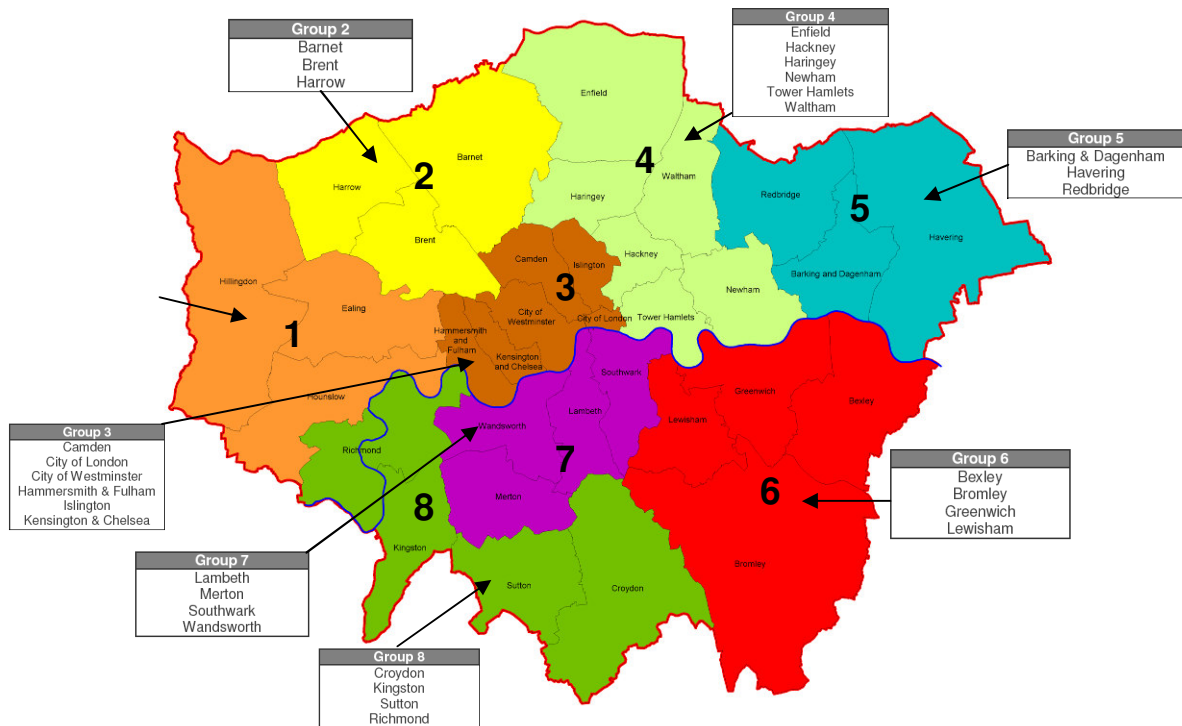 Group 2
Barnet
Brent
Harrow
Group 4
Enfield
Hackney
Haringey
Newham
Tower Hamlets
Waltham
Group 5
Barking & Dagenham
Havering
Redbridge
Group 3
Camden
City of London
City of Westminster
Hammersmith & Fulham
Islington
Kensington & Chelsea
Group 6
Bexley
Bromley
Greenwich
Lewisham
Group 7
Lambeth
Merton
Southwark
Wandsworth
Group 8
Croydon
Kingston
Sutton
Richmond
Enfield
Barnet
2
Harrow
Brent
4
Waltham
Haringey
Hackney
Newham
Tower Hamlets
Redbridge
5
Havering
Barking and Dagenham
Camden
Islington
3
City of
Westminster
City of London
Hammersmith
and
Fulham
Kensington
and Chelsea
Hillingdon
Ealing
1
Hounslow
Southwark
Lambeth
Wandsworth
7
Merton
Greenwich
Bexley
Lewisham
6
Bromley
Richmond
8
Kingston
Sutton
Croydon